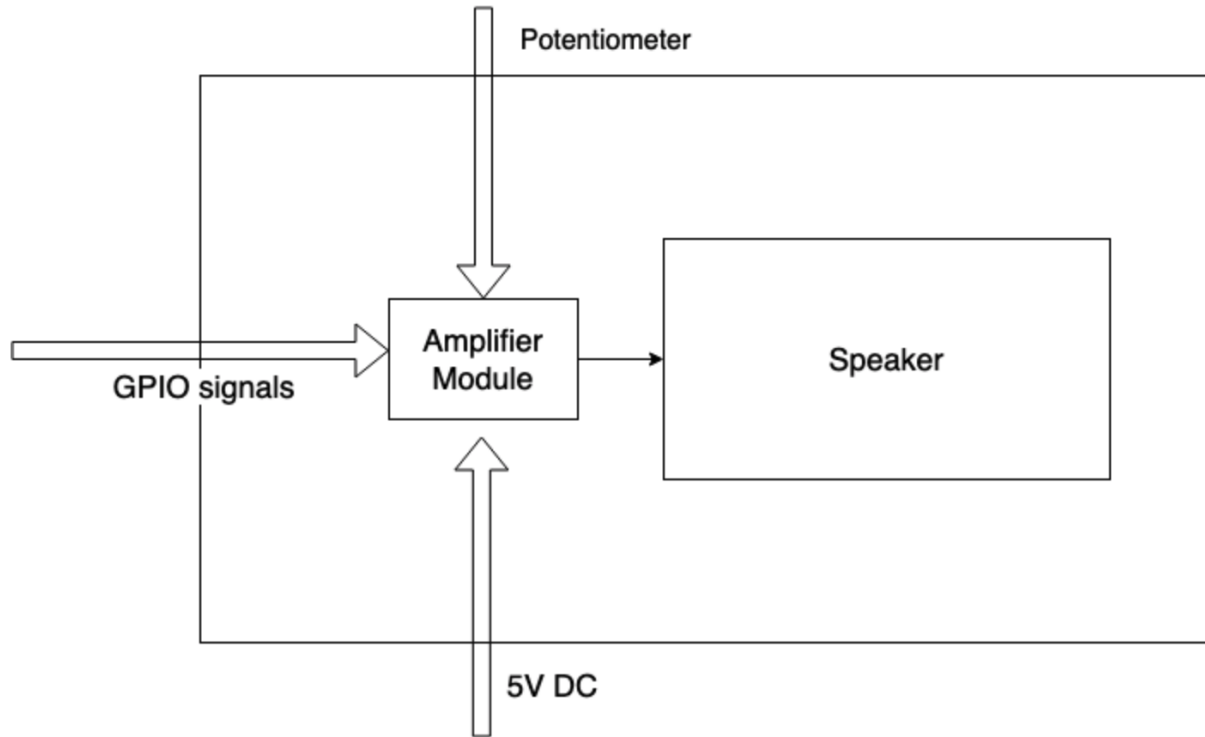 Potentiometer
Amplifier
Module
Speaker
GPIO signals
5V DC